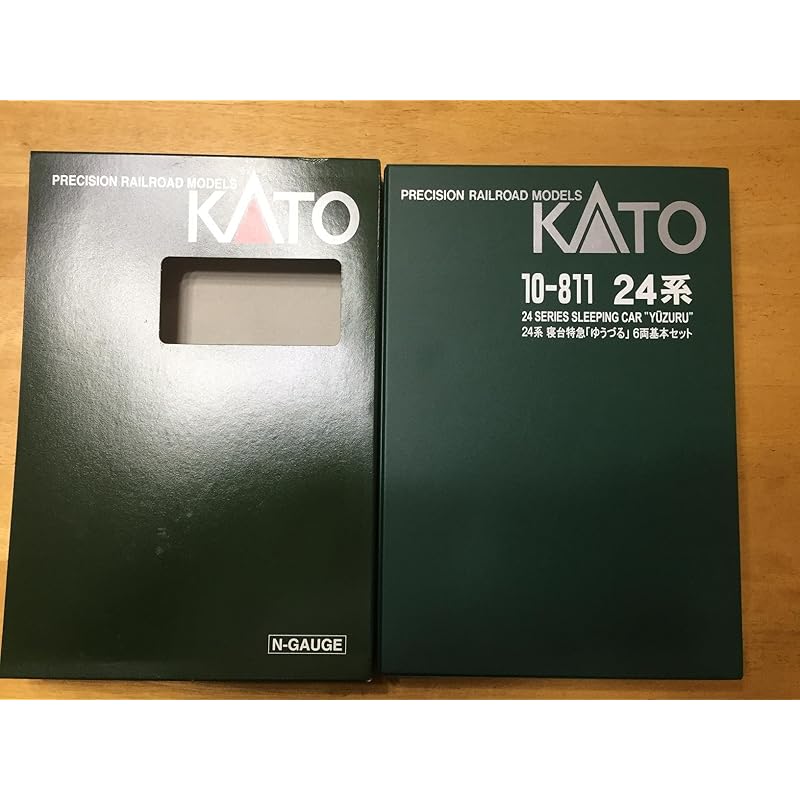 PRECISION RAILROAD MODELS
KATO
N-GAUGE
PRECISION RAILROAD MODELS
KATO
10-811 24系
24 SERIES SLEEPING CAR "YŪZURU"
24系 寝台特急「ゆうづる」 6両基本セット